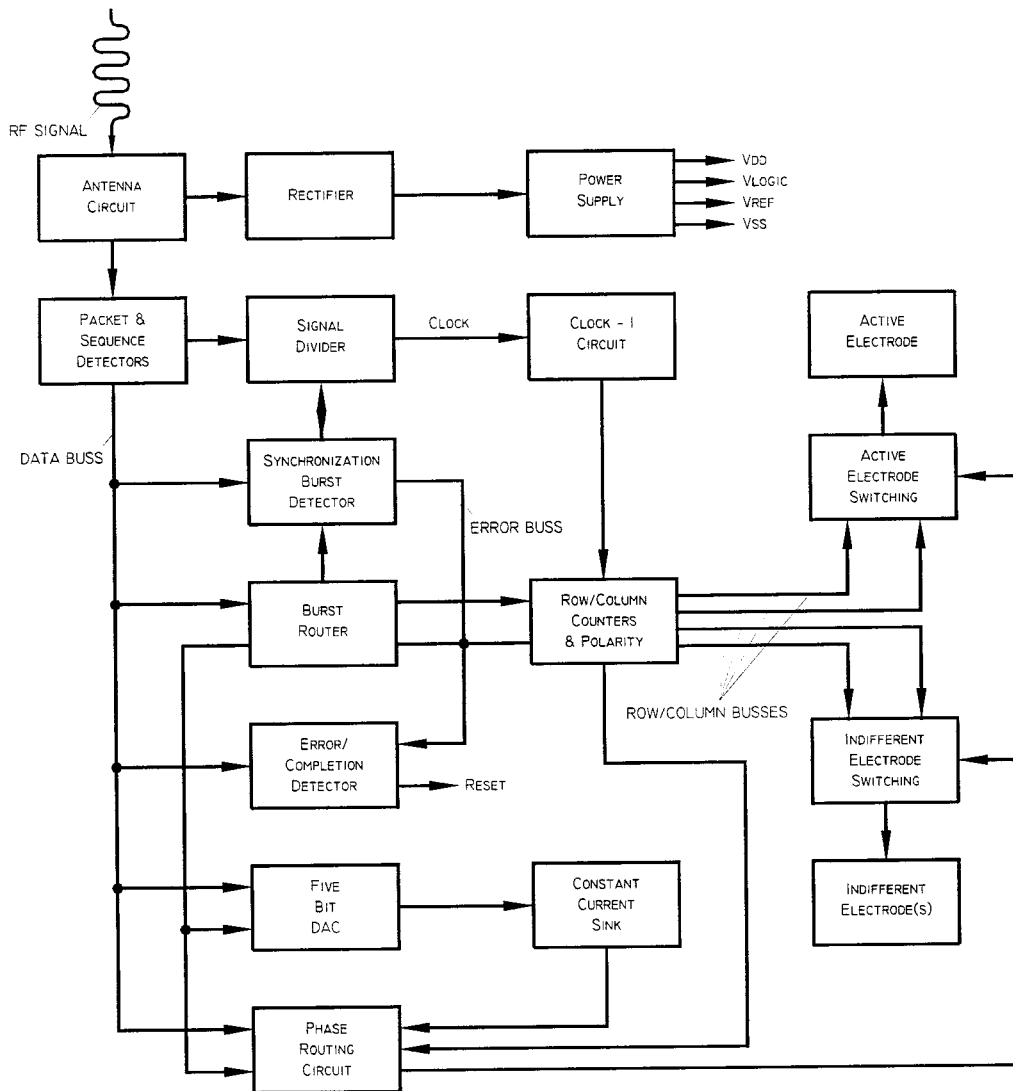 RF SIGNAL
ANTENNA
CIRCUIT
RECTIFIER
POWER
SUPPLY
VDD
VLOGIC
VREF
VSS
PACKET &
SEQUENCE
DETECTORS
SIGNAL
DIVIDER
CLOCK
CLOCK - 1
CIRCUIT
ACTIVE
ELECTRODE
DATA BUSS
SYNCHRONIZATION
BURST
DETECTOR
ERROR BUSS
ACTIVE
ELECTRODE
SWITCHING
BURST
ROUTER
ROW/COLUMN
COUNTERS
& POLARITY
ROW/COLUMN BUSSES
ERROR/
COMPLETION
DETECTOR
RESET
INDIFFERENT
ELECTRODE
SWITCHING
FIVE
BIT
DAC
CONSTANT
CURRENT
SINK
INDIFFERENT
ELECTRODE(S)
PHASE
ROUTING
CIRCUIT